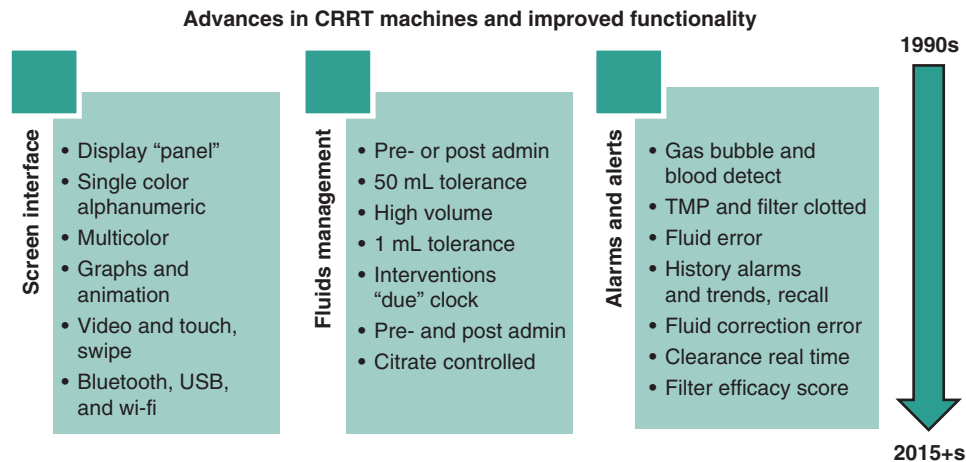 Advances in CRRT machines and improved functionality
1990s
Screen interface
• Display “panel”
• Single color
alphanumeric
• Multicolor
• Graphs and
animation
• Video and touch,
swipe
• Bluetooth, USB,
and wi-fi
Fluids management
• Pre- or post admin
• 50 mL tolerance
• High volume
• 1 mL tolerance
• Interventions
“due” clock
• Pre- and post admin
• Citrate controlled
Alarms and alerts
• Gas bubble and
blood detect
• TMP and filter clotted
• Fluid error
• History alarms
and trends, recall
• Fluid correction error
• Clearance real time
• Filter efficacy score
2015+s